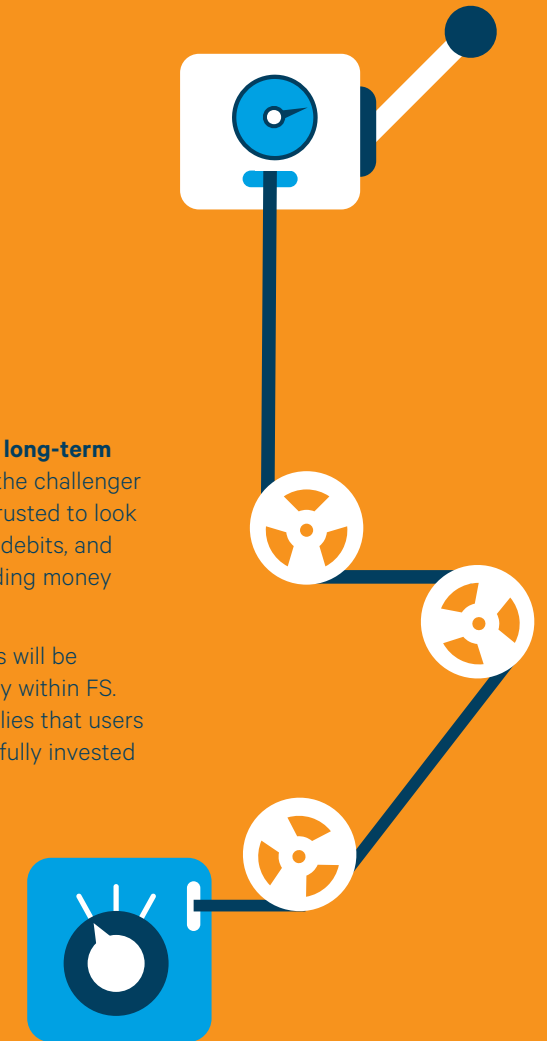 long-term
the challenger
rusted to look
debits, and
ding money
s will be
y within FS.
lies that users
fully invested